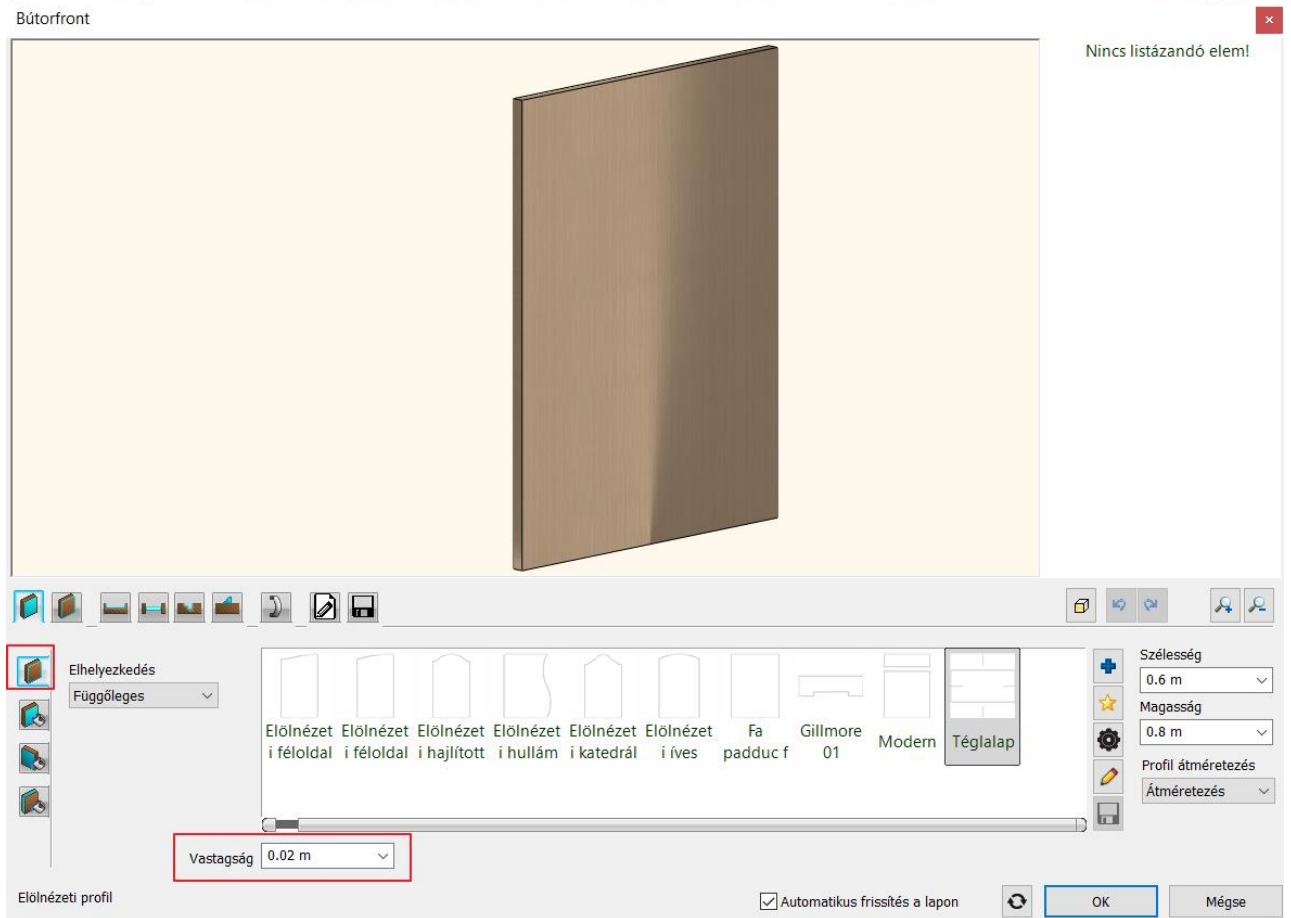 Bútorfront
Nincs listázandó elem!
Elhelyezkedés
Függőleges
Elölnézet
i féloldal
Elölnézet
i féloldal
Elölnézet
i hajlított
Elölnézet
i hullám
Elölnézet
i katedrál
Elölnézet
i íves
Fa
padduc f
Gillmore
01
Modern
Téglalap
Szélesség
0.6 m
Magasság
0.8 m
Profil átméretezés
Átméretezés
Vastagság 0.02 m
Elölnézeti profil
Automatikus frissítés a lapon
OK
Mégse